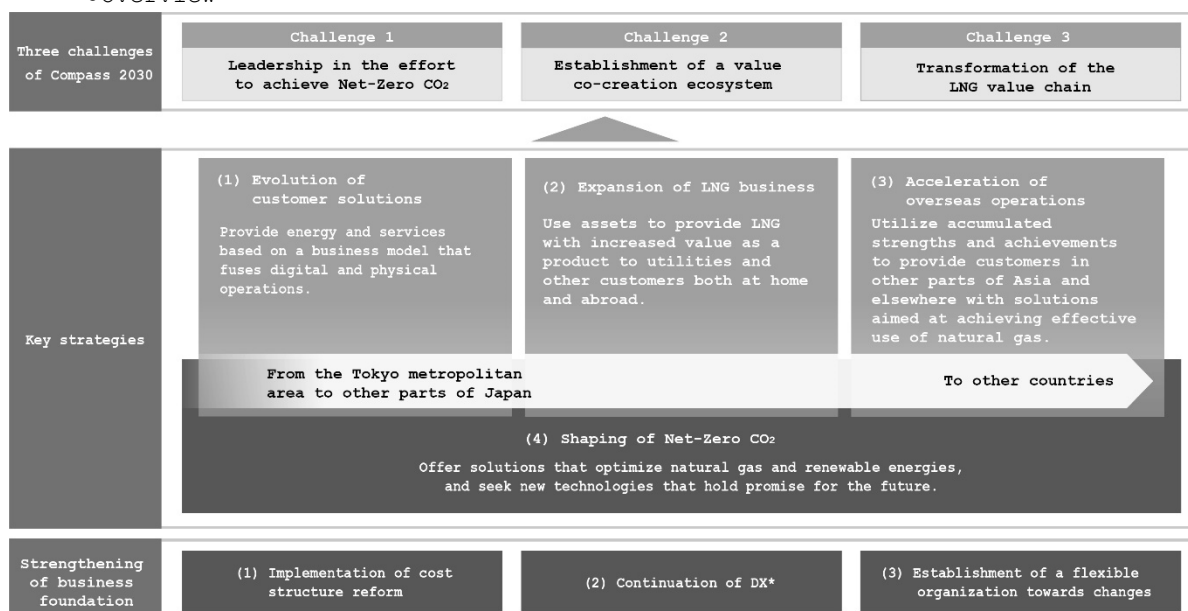 Overview
Three challenges
of Compass 2030
Challenge 1
Leadership in the effort
to achieve Net-Zero CO₂
Challenge 2
Establishment of a value
co-creation ecosystem
Challenge 3
Transformation of the
LNG value chain
Key strategies
(1) Evolution of
customer solutions
Provide energy and services
based on a business model that
fuses digital and physical
operations.
(2) Expansion of LNG business
Use assets to provide LNG
with increased value as a
product to utilities and
other customers both at home
and abroad.
(3) Acceleration of
overseas operations
Utilize accumulated
strengths and achievements
to provide customers in
other parts of Asia and
elsewhere with solutions
aimed at achieving effective
use of natural gas.
From the Tokyo metropolitan
area to other parts of Japan
To other countries
(4) Shaping of Net-Zero CO₂
Offer solutions that optimize natural gas and renewable energies,
and seek new technologies that hold promise for the future.
Strengthening
of business
foundation
(1) Implementation of cost
structure reform
(2) Continuation of DX*
(3) Establishment of a flexible
organization towards changes